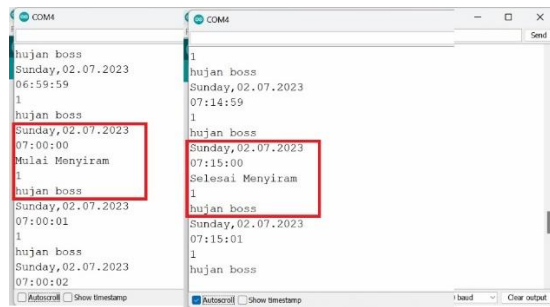 COM4
hujan boss
Sunday,02.07.2023
06:59:59
1
hujan boss
Sunday,02.07.2023
07:00:00
Mulai Menyiram
1
hujan boss
Sunday,02.07.2023
07:00:01
1
hujan boss
Sunday,02.07.2023
07:00:02
Autoscroll Show timestamp
COM4
Send
1
hujan boss
Sunday,02.07.2023
07:14:59
1
hujan boss
Sunday,02.07.2023
07:15:00
Selesai Menyiram
1
hujan boss
Sunday,02.07.2023
07:15:01
1
hujan boss
Autoscroll Show timestamp
baud Clear output